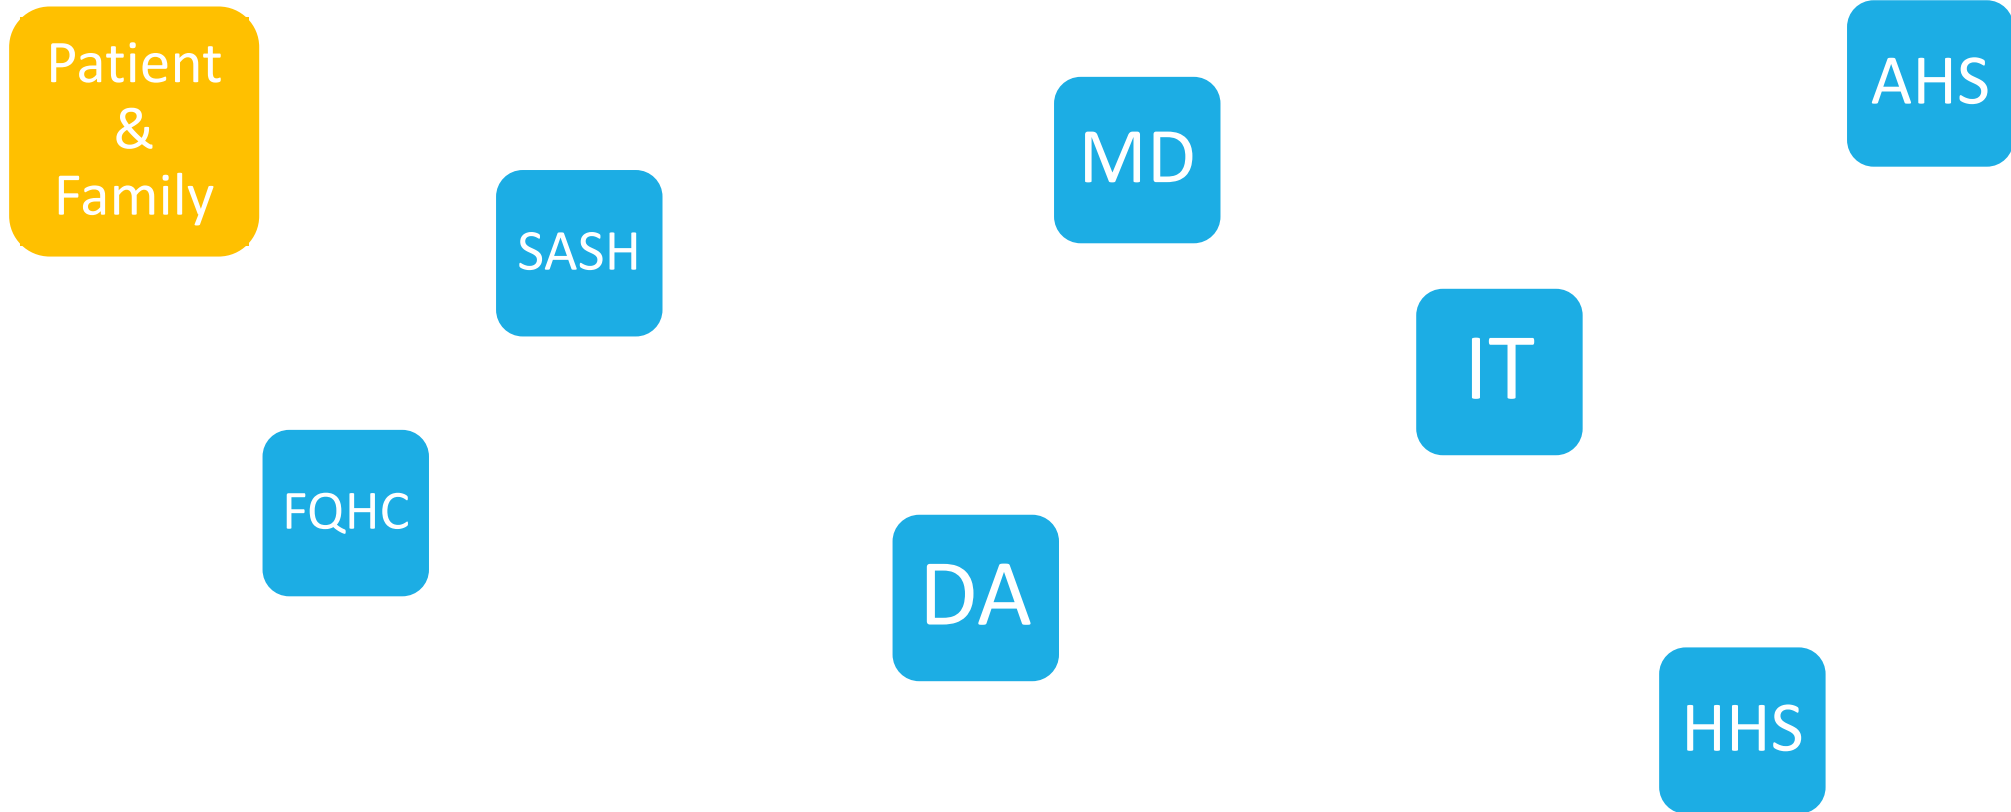 Patient
&
Family
SASH
MD
AHS
IT
FQHC
DA
HHS